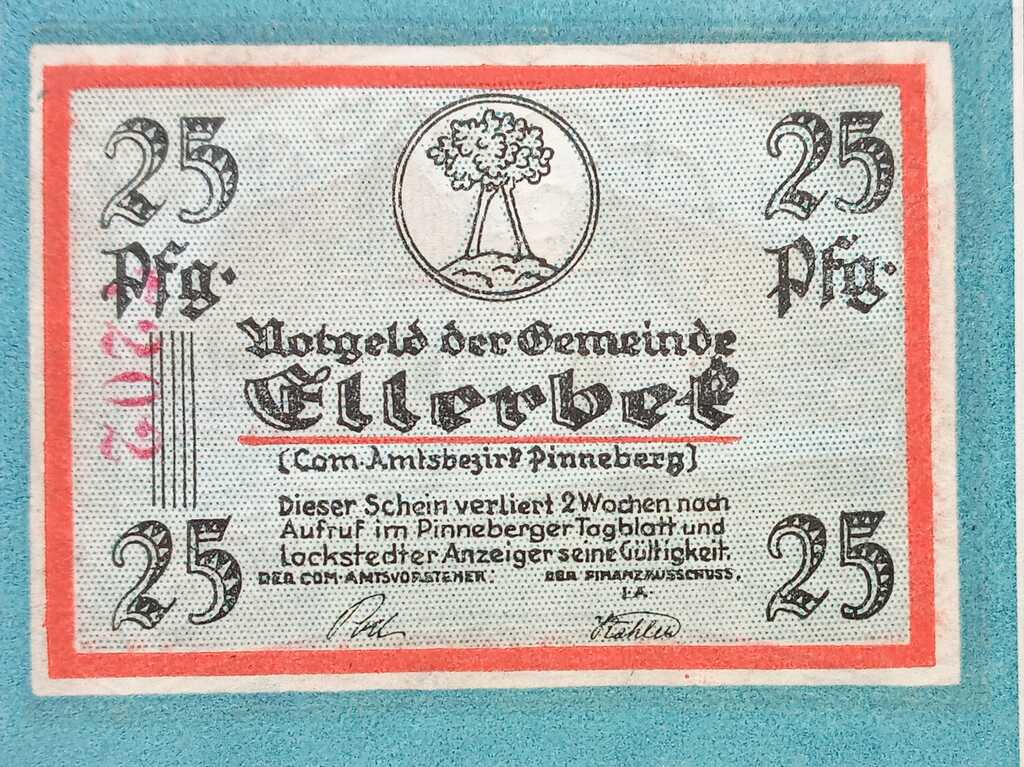 25
25
Pfg.
Pfg.
Notgeld der Gemeinde
Ellerbek
(Com. Amtsbezirk Pinneberg)
Dieser Schein verliert 2 Wochen nach
Aufruf im Pinneberger Tagblatt und
Lockstedter Anzeiger seine Gültigkeit.
DER COM. AMTSVORSTEHER.
DER FINANZAUSSCHUSS.
I.A.
25
25